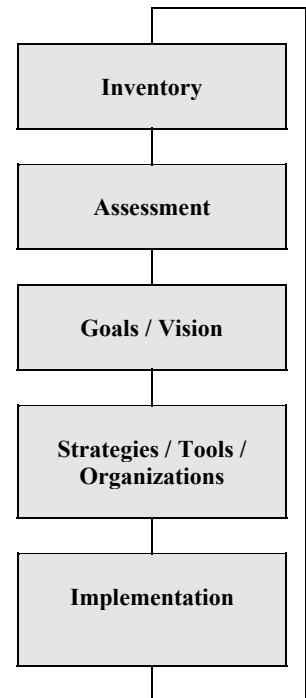 Inventory
Assessment
Goals / Vision
Strategies / Tools /
Organizations
Implementation